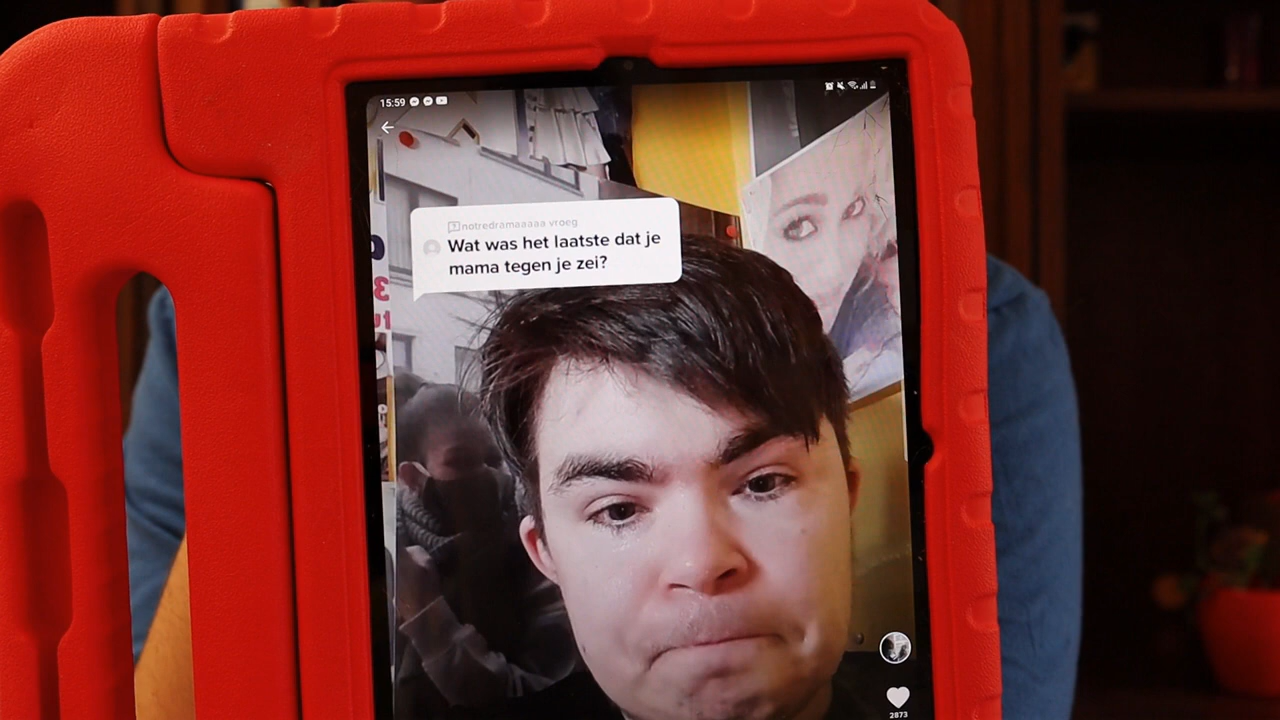 15:59
notredramaaaaa vroeg
Wat was het laatste dat je
mama tegen je zei?
2873